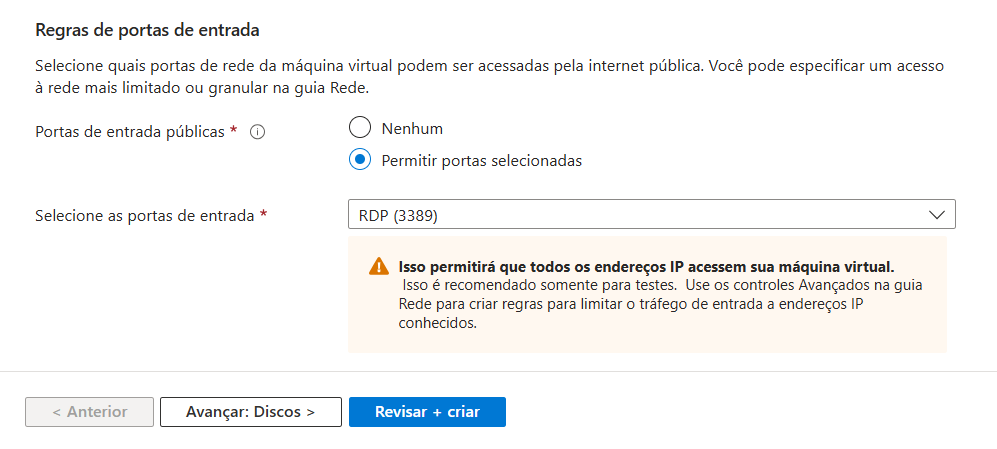 Regras de portas de entrada
Selecione quais portas de rede da máquina virtual podem ser acessadas pela internet pública. Você pode especificar um acesso
à rede mais limitado ou granular na guia Rede.
Portas de entrada públicas *
Nenhum
Permitir portas selecionadas
Selecione as portas de entrada *
RDP (3389)
Isso permitirá que todos os endereços IP acessem sua máquina virtual.
Isso é recomendado somente para testes. Use os controles Avançados na guia
Rede para criar regras para limitar o tráfego de entrada a endereços IP
conhecidos.
< Anterior
Avançar: Discos >
Revisar + criar